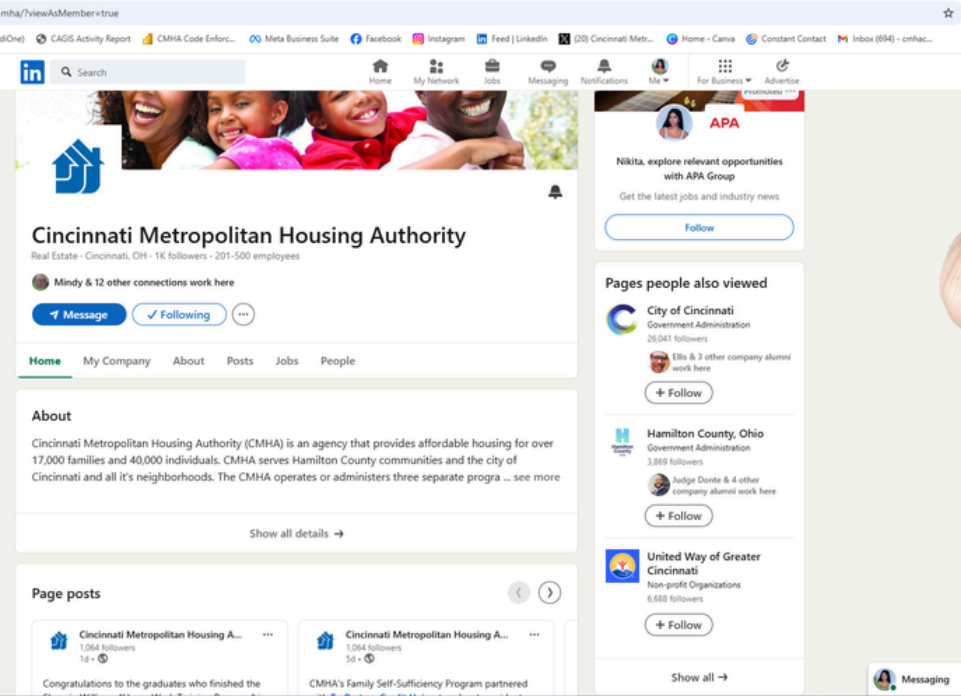 mha/?viewAsMember=true
diOne)
CAGIS Activity Report
CMHA Code Enforc...
Meta Business Suite
Facebook
Instagram
Feed | LinkedIn
(20) Cincinnati Metr...
Home - Canva
Constant Contact
Inbox (694) - cmhac...
in
Search
Home
My Network
Jobs
Messaging
Notifications
Me
For Business
Advertise
Promoted
APA
Nikita, explore relevant opportunities
with APA Group
Get the latest jobs and industry news
Follow
Cincinnati Metropolitan Housing Authority
Real Estate · Cincinnati, OH · 1K followers · 201-500 employees
Mindy & 12 other connections work here
Message
Following
Home
My Company
About
Posts
Jobs
People
About
Cincinnati Metropolitan Housing Authority (CMHA) is an agency that provides affordable housing for over
17,000 families and 40,000 individuals. CMHA serves Hamilton County communities and the city of
Cincinnati and all it's neighborhoods. The CMHA operates or administers three separate progra ... see more
Show all details →
Page posts
Cincinnati Metropolitan Housing A...
1,064 followers
1d •
Congratulations to the graduates who finished the
Cincinnati Metropolitan Housing A...
1,064 followers
5d •
CMHA's Family Self-Sufficiency Program partnered
Pages people also viewed
City of Cincinnati
Government Administration
26,041 followers
Ellis & 3 other company alumni
work here
+ Follow
Hamilton County, Ohio
Government Administration
3,869 followers
Judge Donte & 4 other
company alumni work here
+ Follow
United Way of Greater
Cincinnati
Non-profit Organizations
6,688 followers
+ Follow
Show all →
Messaging